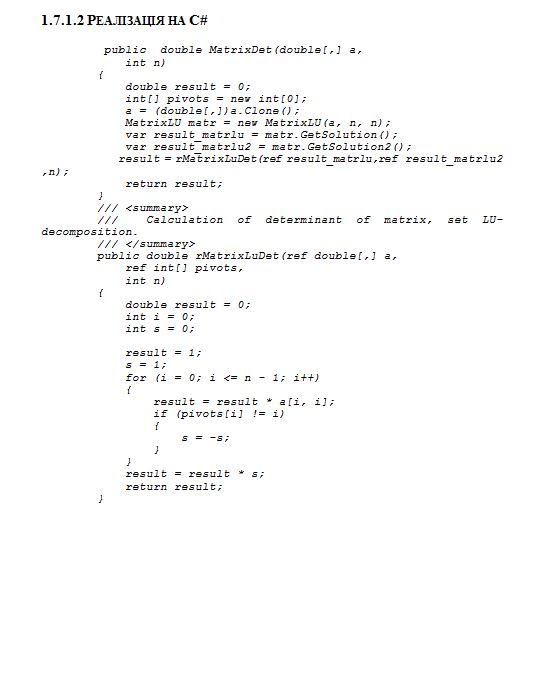 1.7.1.2 РЕАЛІЗАЦІЯ НА C#
public double MatrixDet(double[,] a,
int n)
{
double result = 0;
int[] pivots = new int[0];
a = (double[,])a.Clone();
MatrixLU matr = new MatrixLU(a, n, n);
var result_matrlu = matr.GetSolution();
var result_matrlu2 = matr.GetSolution2();
result = rMatrixLuDet(ref result_matrlu,ref result_matrlu2
,n);
return result;
}
/// <summary>
/// Calculation of determinant of matrix, set LU-
decomposition.
/// </summary>
public double rMatrixLuDet(ref double[,] a,
ref int[] pivots,
int n)
{
double result = 0;
int i = 0;
int s = 0;
result = 1;
s = 1;
for (i = 0; i <= n - 1; i++)
{
result = result * a[i, i];
if (pivots[i] != i)
{
s = -s;
}
}
result = result * s;
return result;
}